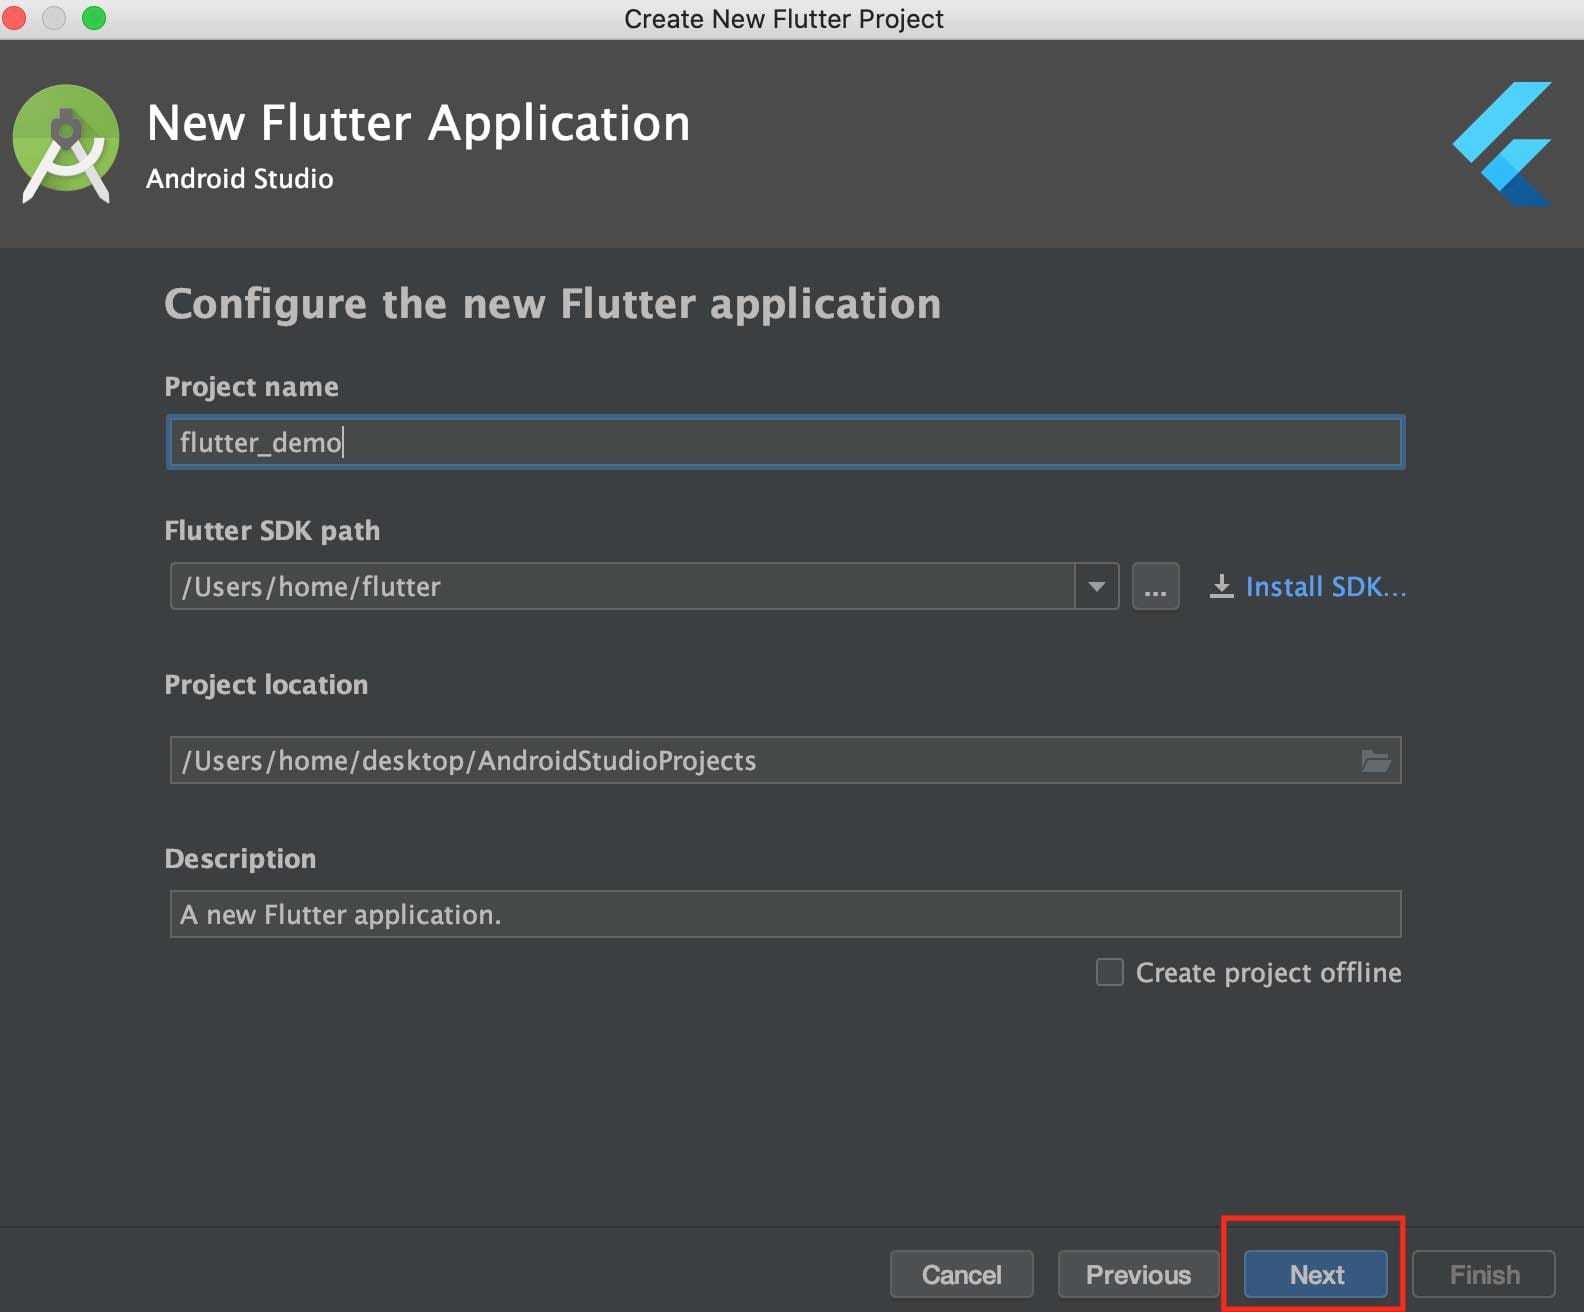 Create New Flutter Project
New Flutter Application
Android Studio
Configure the new Flutter application
Project name
flutter_demo
Flutter SDK path
/Users/home/flutter
... Install SDK...
Project location
/Users/home/desktop/AndroidStudioProjects
Description
A new Flutter application.
Create project offline
Cancel Previous Next Finish